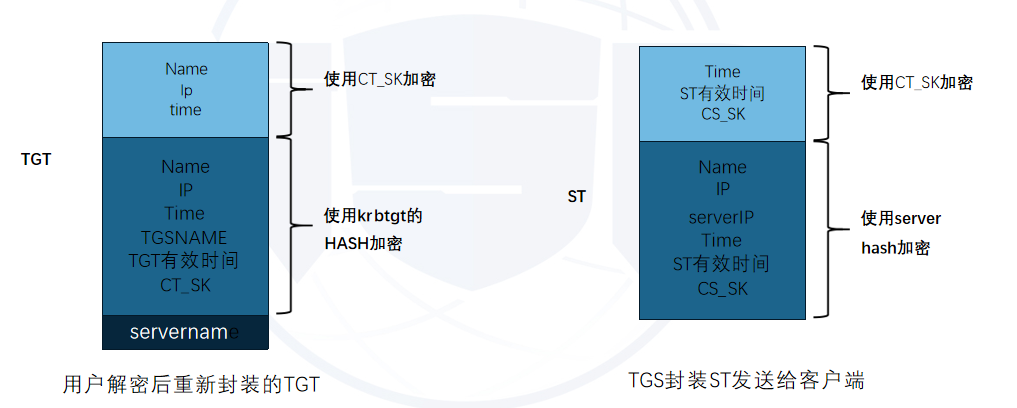 TGT
Name
Ip
time
使用CT_SK加密
Name
IP
Time
TGSNAME
TGT有效时间
CT_SK
使用krbtgt的
HASH加密
servername
用户解密后重新封装的TGT
ST
Time
ST有效时间
CS_SK
使用CT_SK加密
Name
IP
serverIP
Time
ST有效时间
CS_SK
使用server
hash加密
TGS封装ST发送给客户端